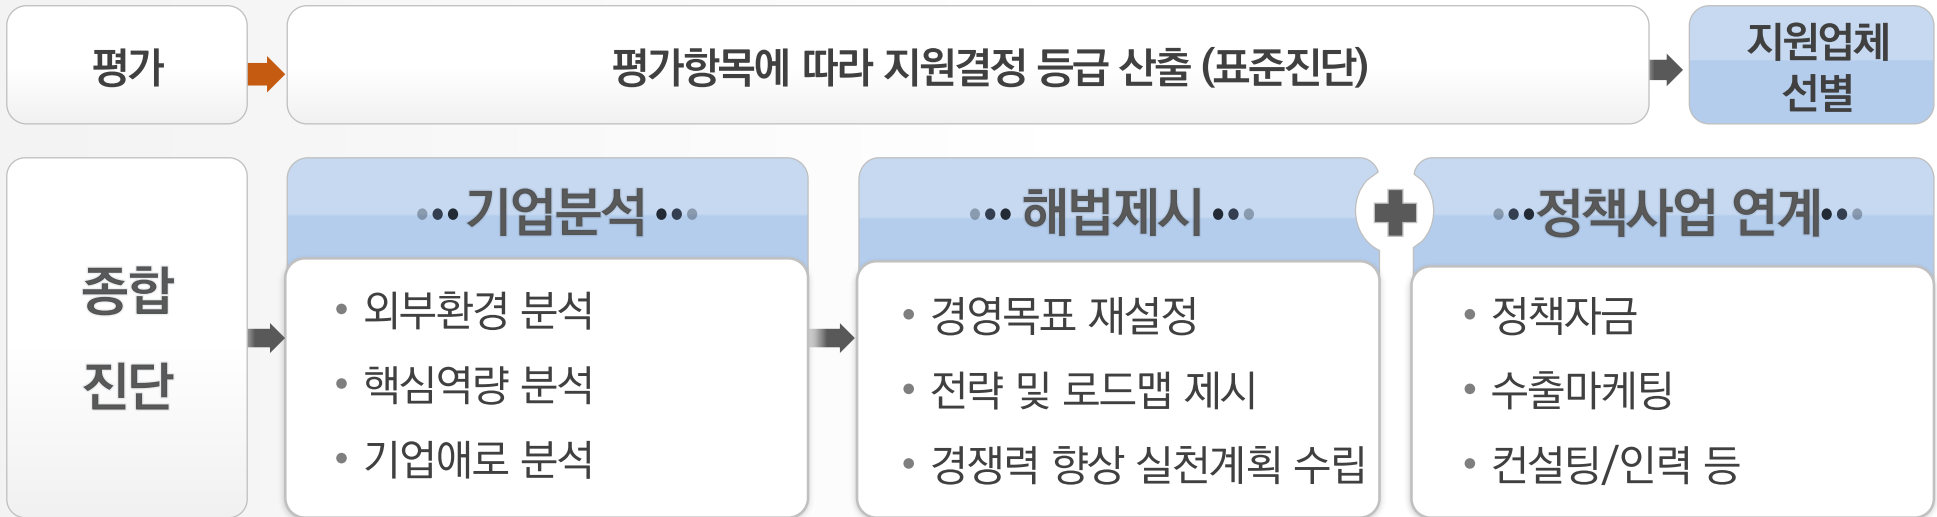 평가
평가항목에 따라 지원결정 등급 산출 (표준진단)
지원업체
선별
종합
진단
기업분석
• 외부환경 분석
• 핵심역량 분석
• 기업애로 분석
해법제시
• 경영목표 재설정
• 전략 및 로드맵 제시
• 경쟁력 향상 실천계획 수립
정책사업 연계
• 정책자금
• 수출마케팅
• 컨설팅/인력 등